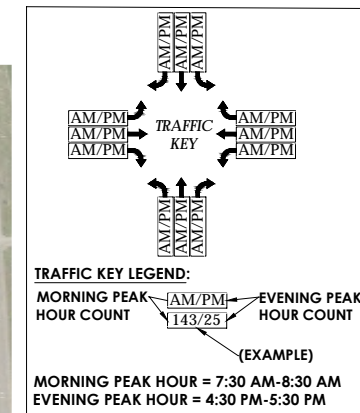 AM/PM AM/PM AM/PM
AM/PM
AM/PM
AM/PM
TRAFFIC
KEY
AM/PM
AM/PM
AM/PM
AM/PM AM/PM AM/PM
TRAFFIC KEY LEGEND:
MORNING PEAK
HOUR COUNT
AM/PM
143/25
EVENING PEAK
HOUR COUNT
(EXAMPLE)
MORNING PEAK HOUR = 7:30 AM-8:30 AM
EVENING PEAK HOUR = 4:30 PM-5:30 PM